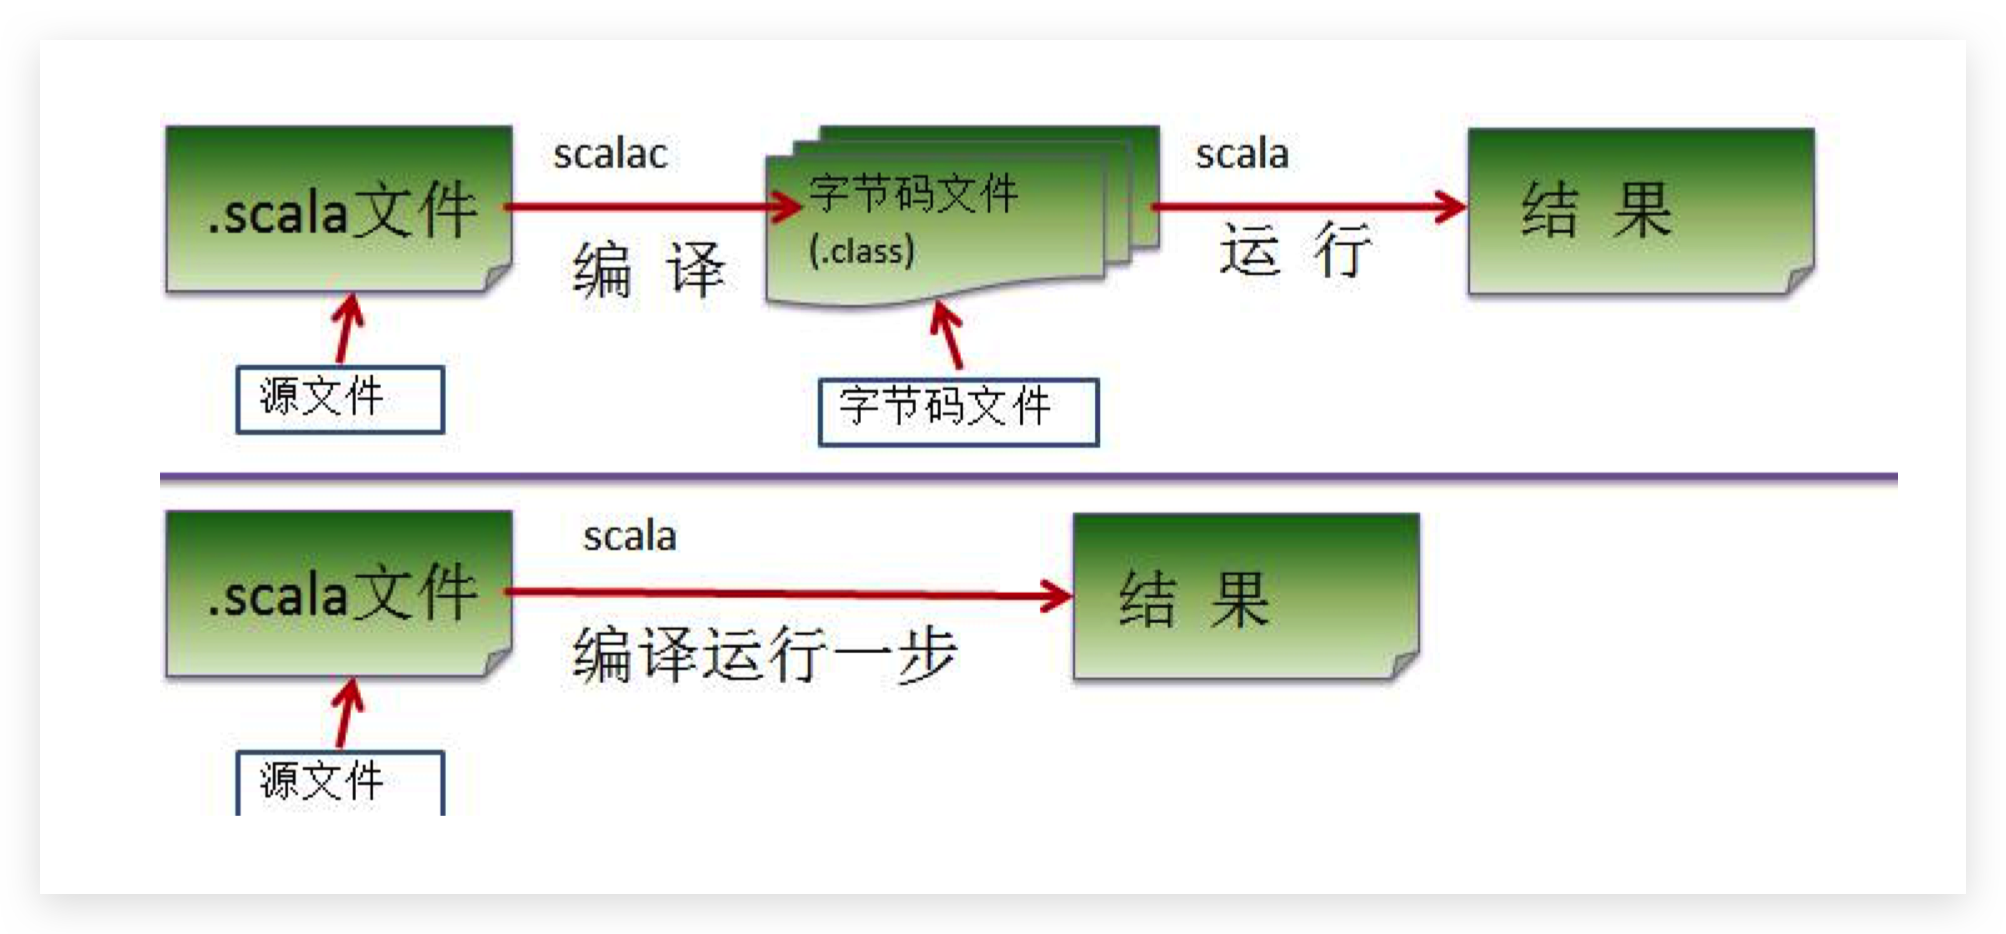 .scala文件
scalac
编 译
字节码文件
(.class)
scala
运 行
结 果
源文件
字节码文件
.scala文件
scala
编译运行一步
结 果
源文件